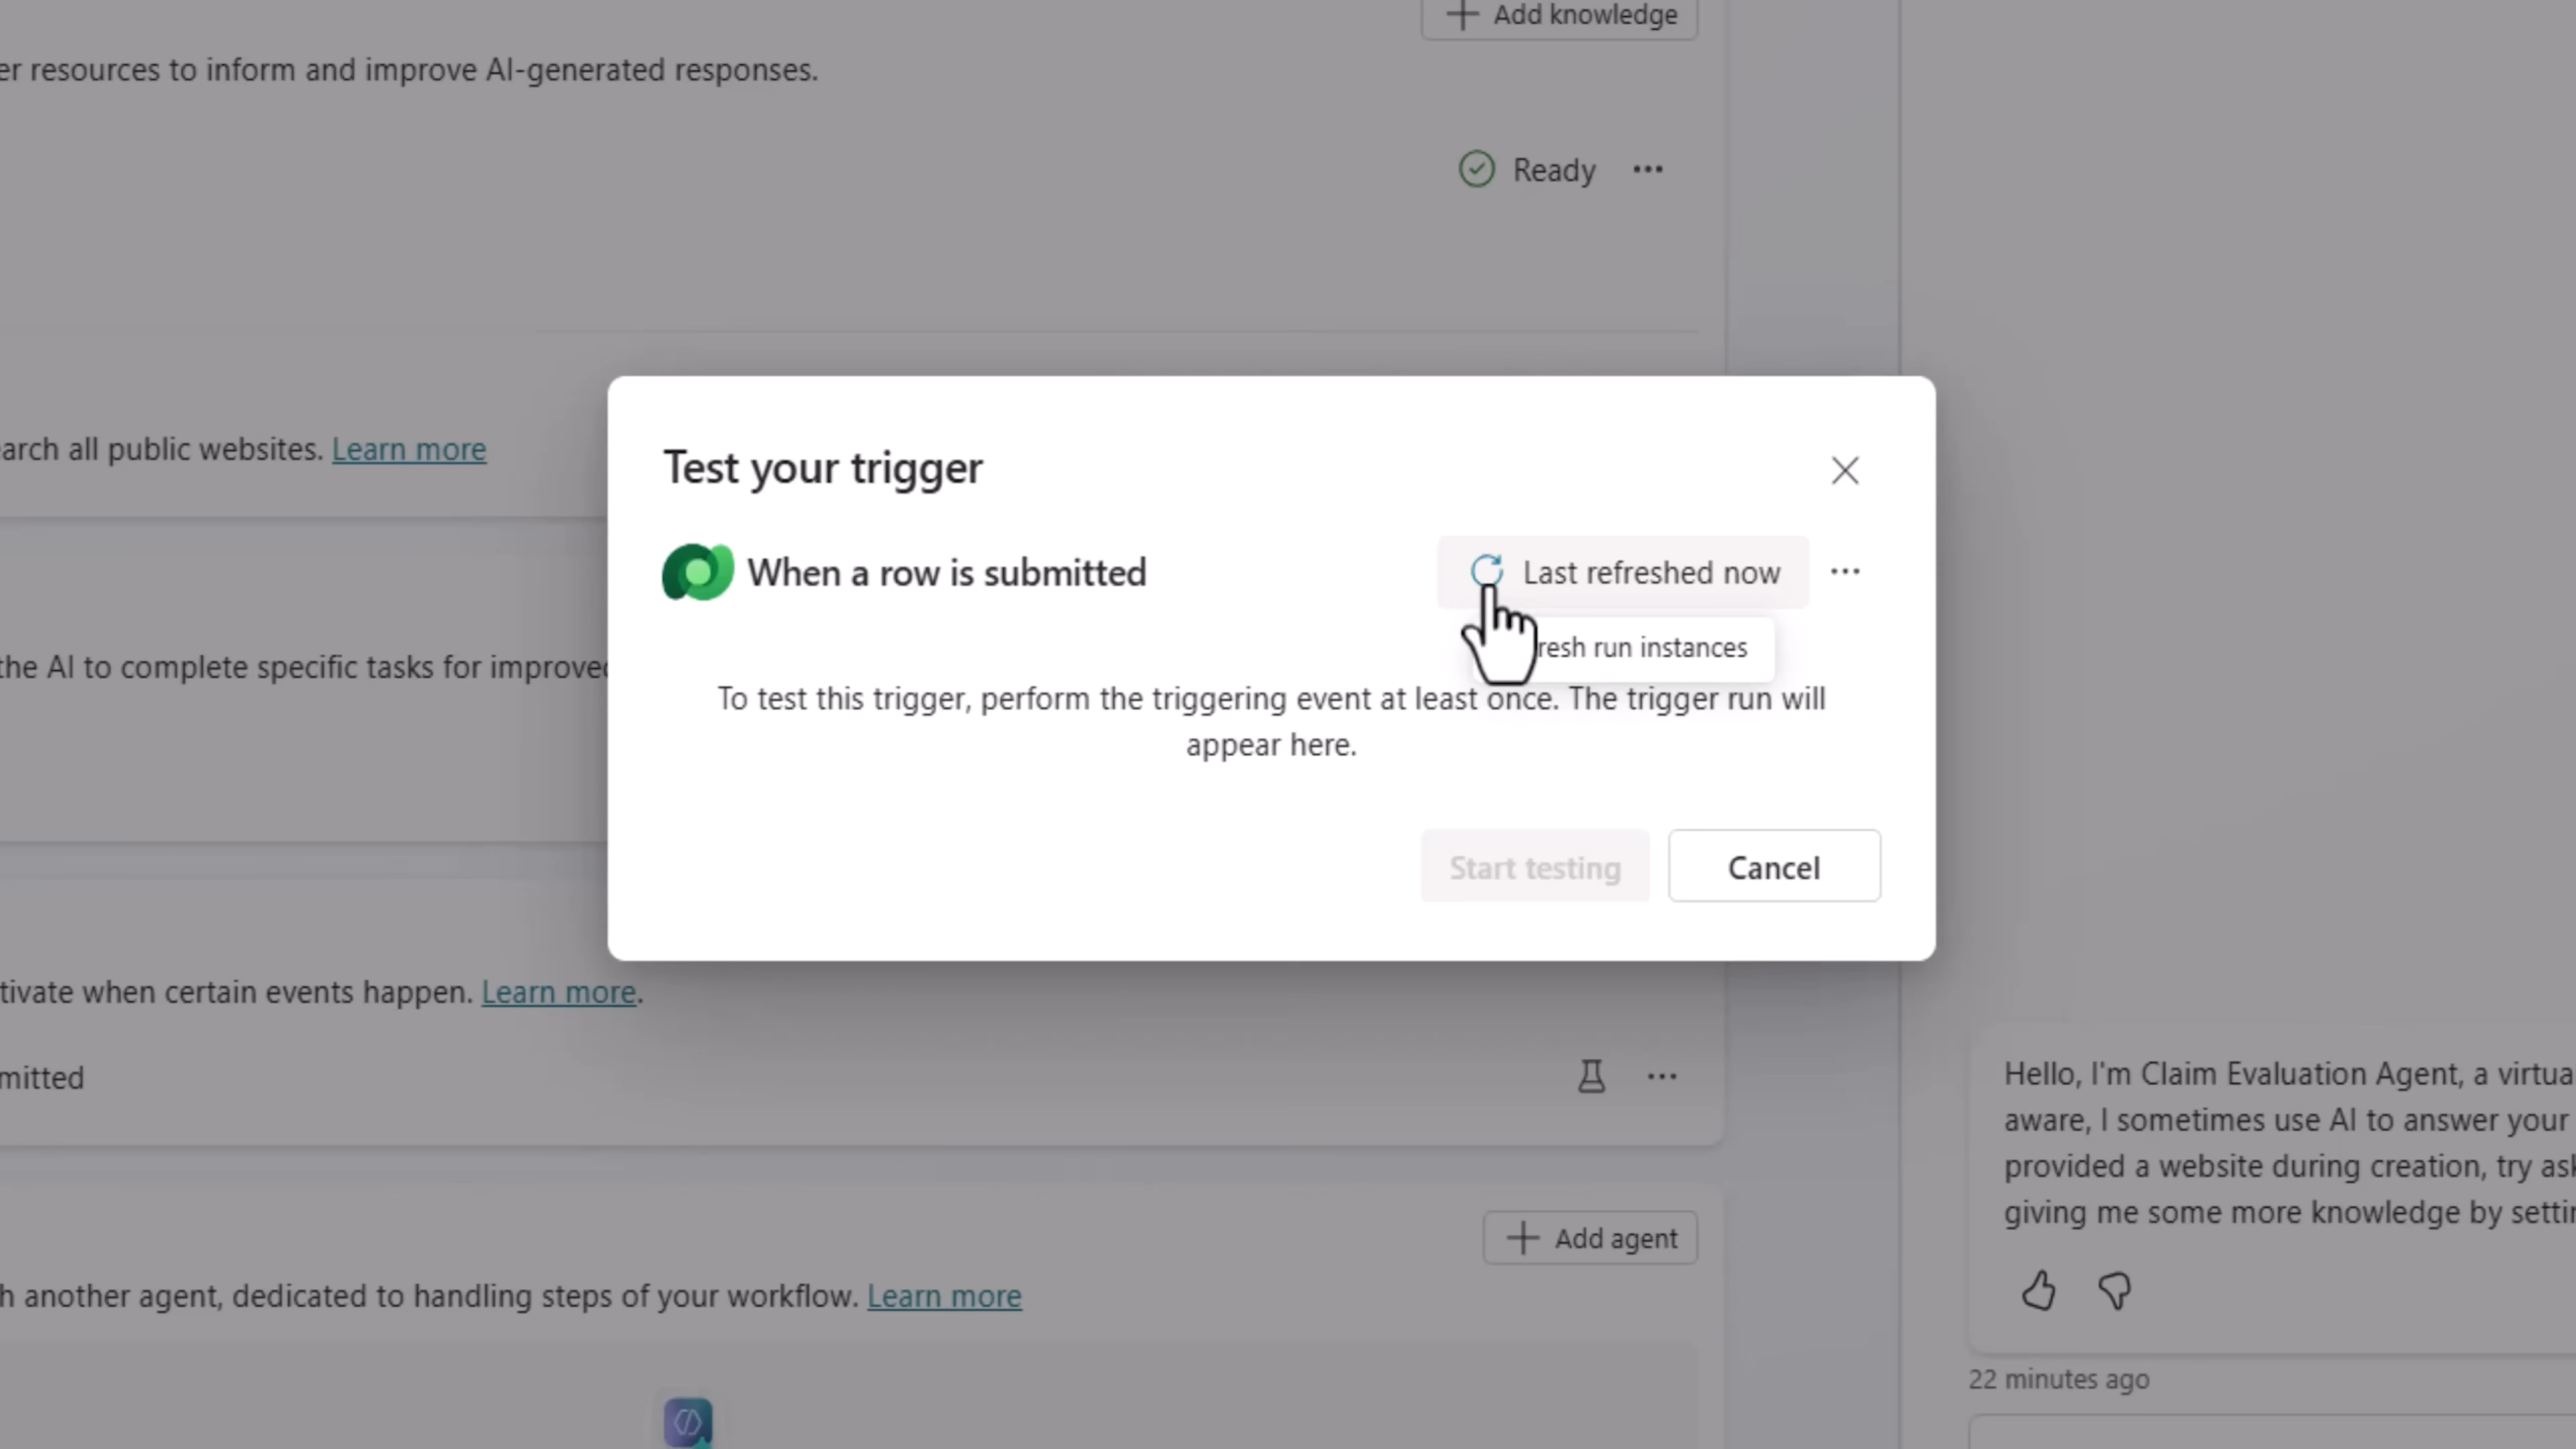 Add knowledge
er resources to inform and improve AI-generated responses.
Ready
arch all public websites. Learn more
Test your trigger
When a row is submitted
Last refreshed now
resh run instances
To test this trigger, perform the triggering event at least once. The trigger run will
appear here.
the AI to complete specific tasks for improved
Start testing
Cancel
tivate when certain events happen. Learn more.
mitted
Add agent
h another agent, dedicated to handling steps of your workflow. Learn more
Hello, I'm Claim Evaluation Agent, a virtua
aware, I sometimes use AI to answer your
provided a website during creation, try ask
giving me some more knowledge by settin
22 minutes ago